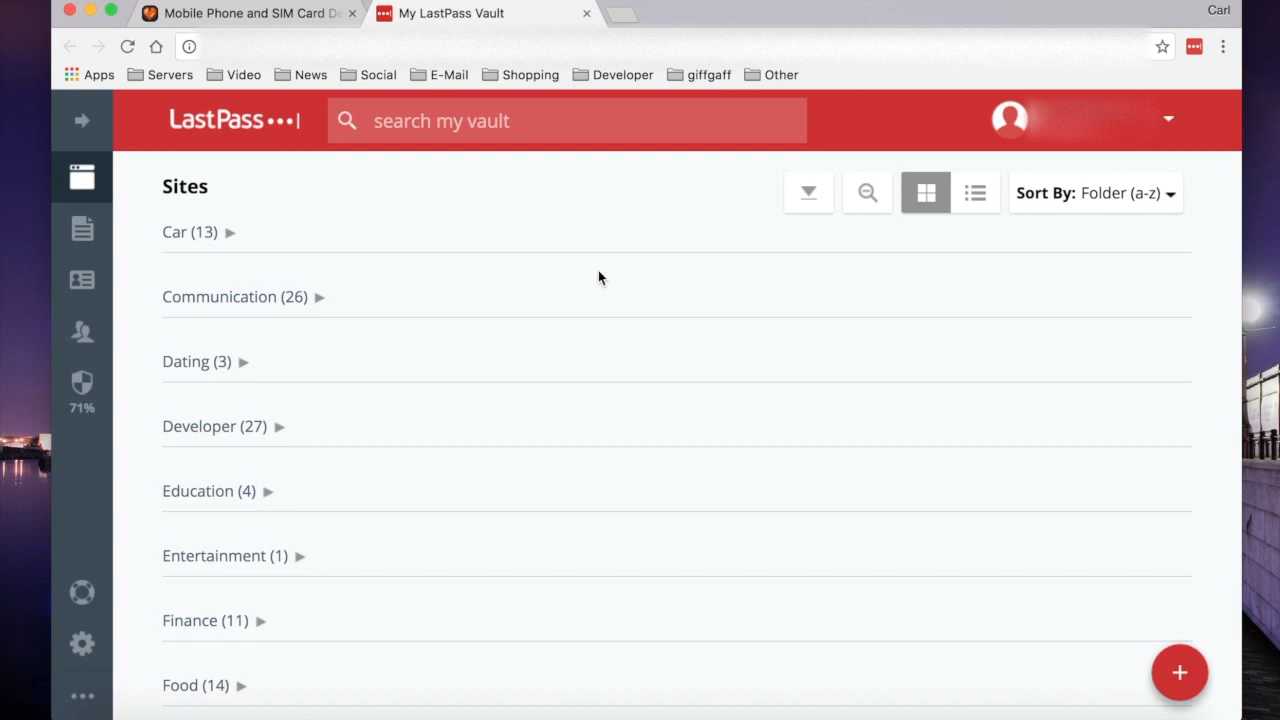 Mobile Phone and SIM Card De
My LastPass Vault
Carl
Apps
Servers
Video
News
Social
E-Mail
Shopping
Developer
giffgaff
Other
LastPass
search my vault
Sites
Sort By: Folder (a-z)
Car (13)
Communication (26)
Dating (3)
71%
Developer (27)
Education (4)
Entertainment (1)
Finance (11)
Food (14)
+